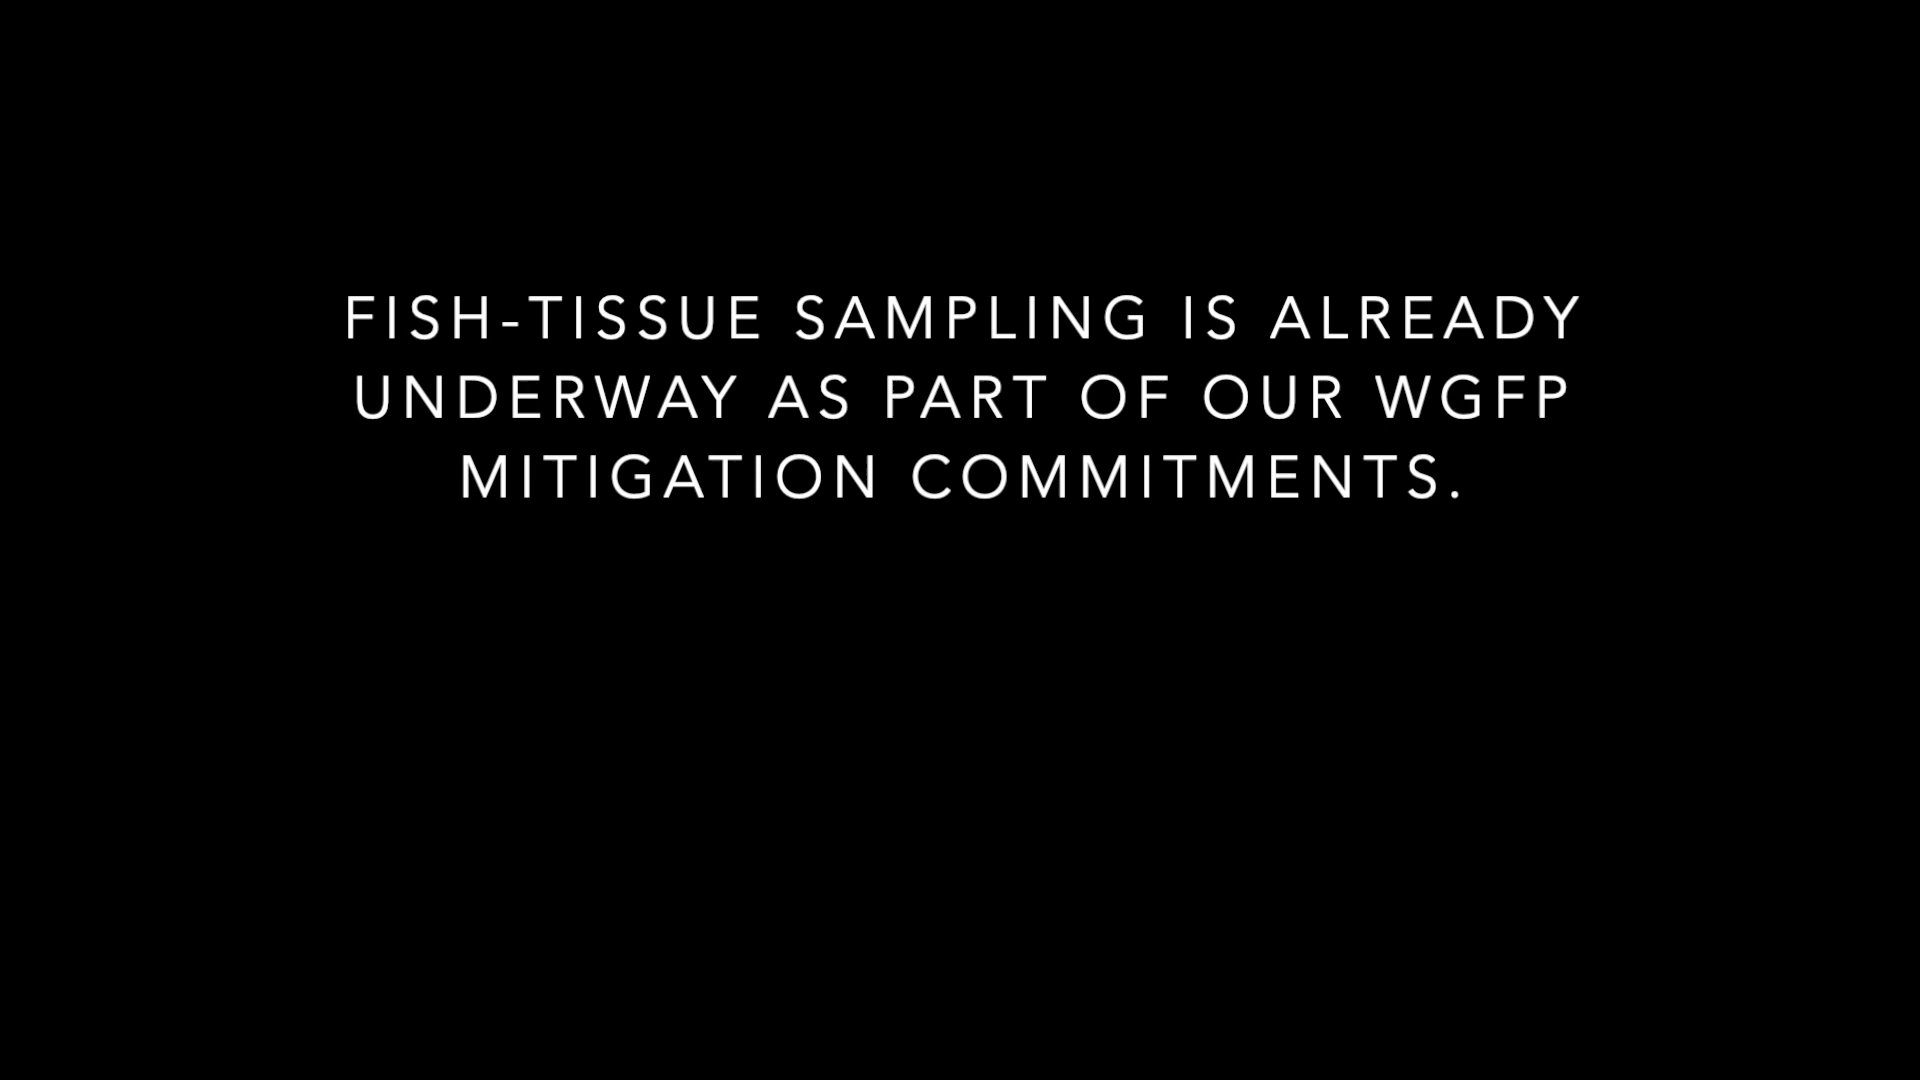 FISH-TISSUE SAMPLING IS ALREADY
UNDERWAY AS PART OF OUR WGFP
MITIGATION COMMITMENTS.